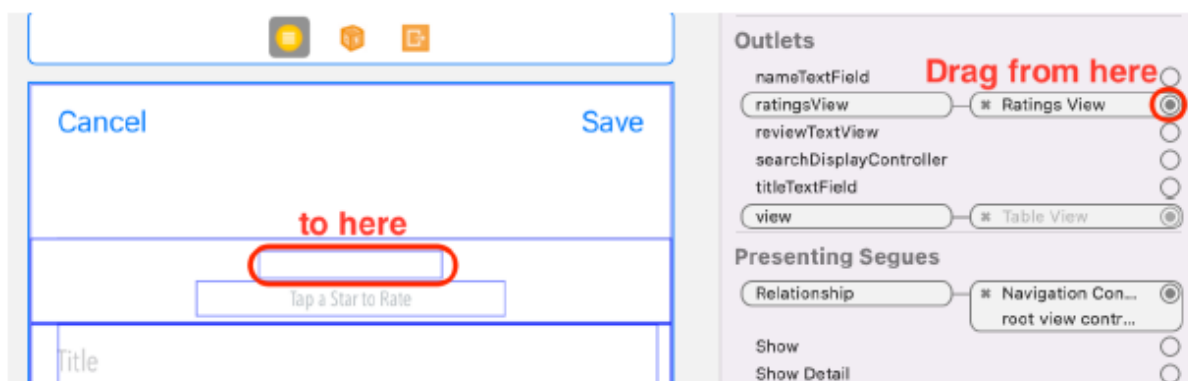 Cancel
Save
to here
Tap a Star to Rate
Title
Outlets
nameTextField
Drag from here
ratingsView
Ratings View
reviewTextView
searchDisplayController
titleTextField
view
Table View
Presenting Segues
Relationship
Navigation Con...
root view contr...
Show
Show Detail